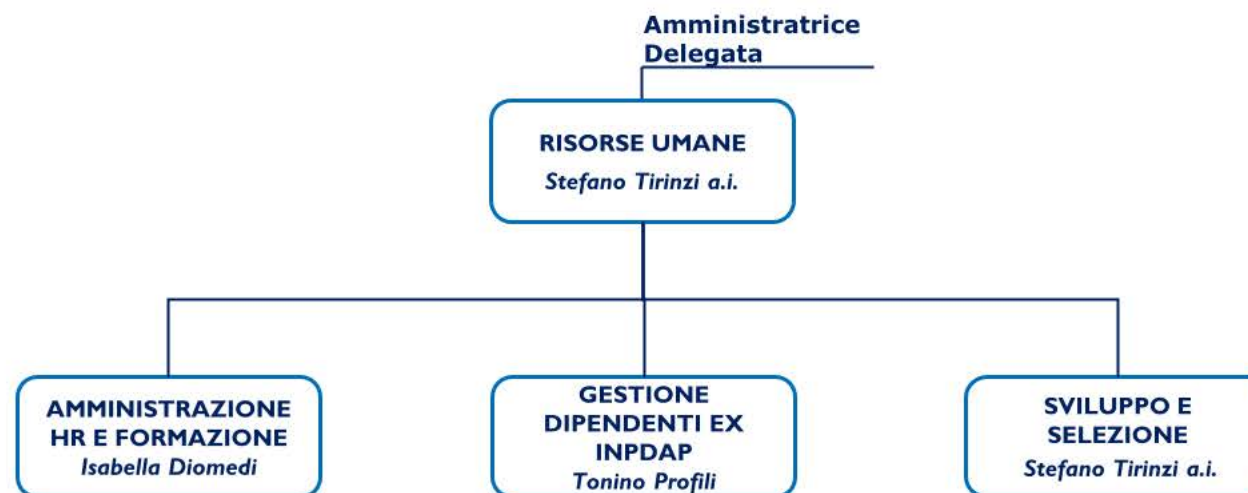 Amministratrice
Delegata
RISORSE UMANE
Stefano Tirinzi a.i.
AMMINISTRAZIONE
HR E FORMAZIONE
Isabella Diomedi
GESTIONE
DIPENDENTI EX
INPDAP
Tonino Profili
SVILUPPO E
SELEZIONE
Stefano Tirinzi a.i.